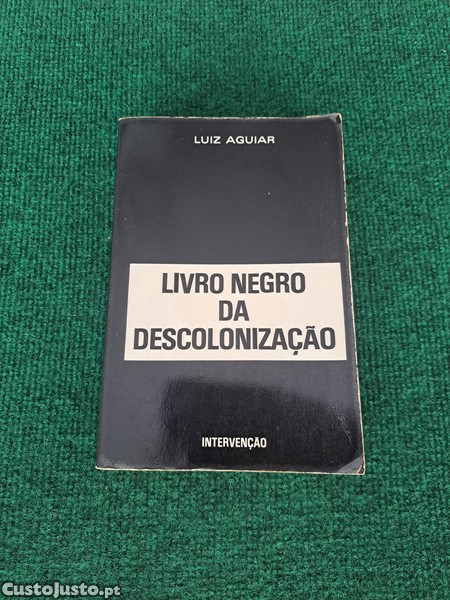 LUIZ AGUIAR
LIVRO NEGRO
DA
DESCOLONIZAÇÃO
INTERVENÇÃO
CustoJusto.pt